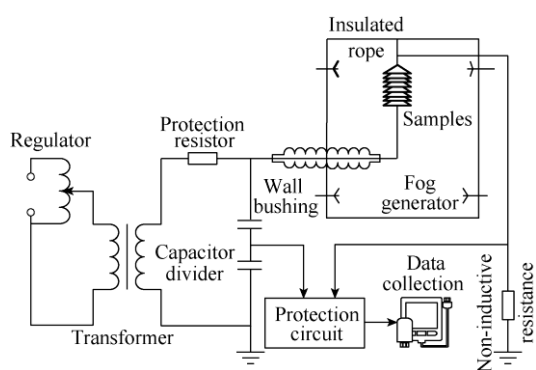 Insulated
rope
Regulator
Protection
resistor
Samples
Wall
bushing
Fog
generator
Capacitor
divider
Transformer
Protection
circuit
Data
collection
Non-inductive
resistance